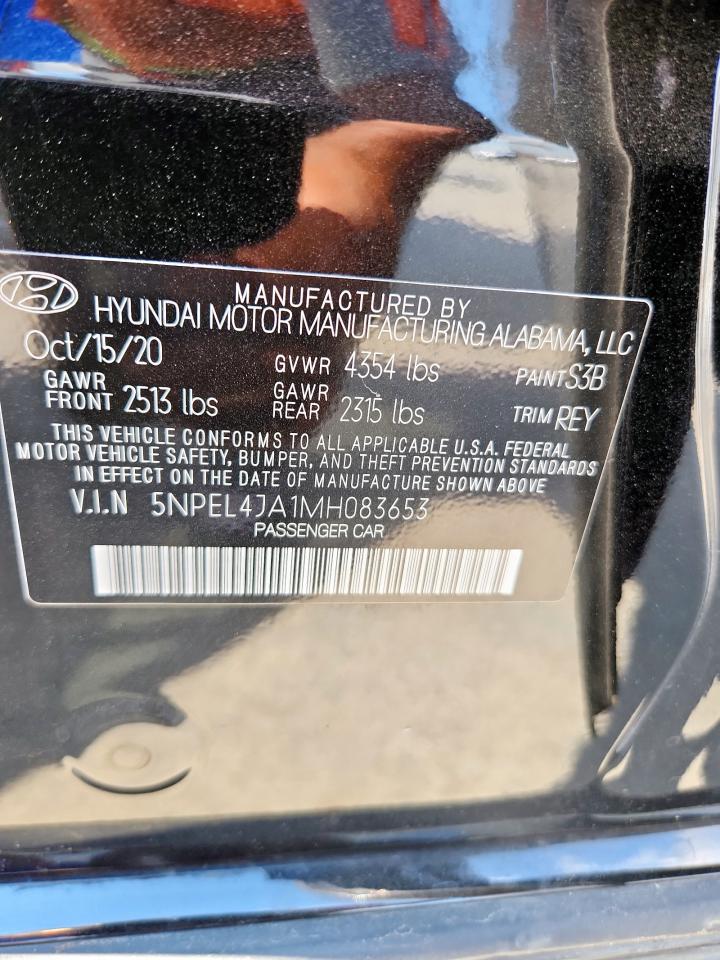 MANUFACTURED BY
HYUNDAI MOTOR MANUFACTURING ALABAMA, LLC
Oct/15/20 GVWR 4354 lbs PAINT S3B
GAWR FRONT 2513 lbs GAWR REAR 2315 lbs TRIM REY
THIS VEHICLE CONFORMS TO ALL APPLICABLE U.S.A. FEDERAL
MOTOR VEHICLE SAFETY, BUMPER, AND THEFT PREVENTION STANDARDS
IN EFFECT ON THE DATE OF MANUFACTURE SHOWN ABOVE
V.I.N 5NPEL4JA1MH083653
PASSENGER CAR